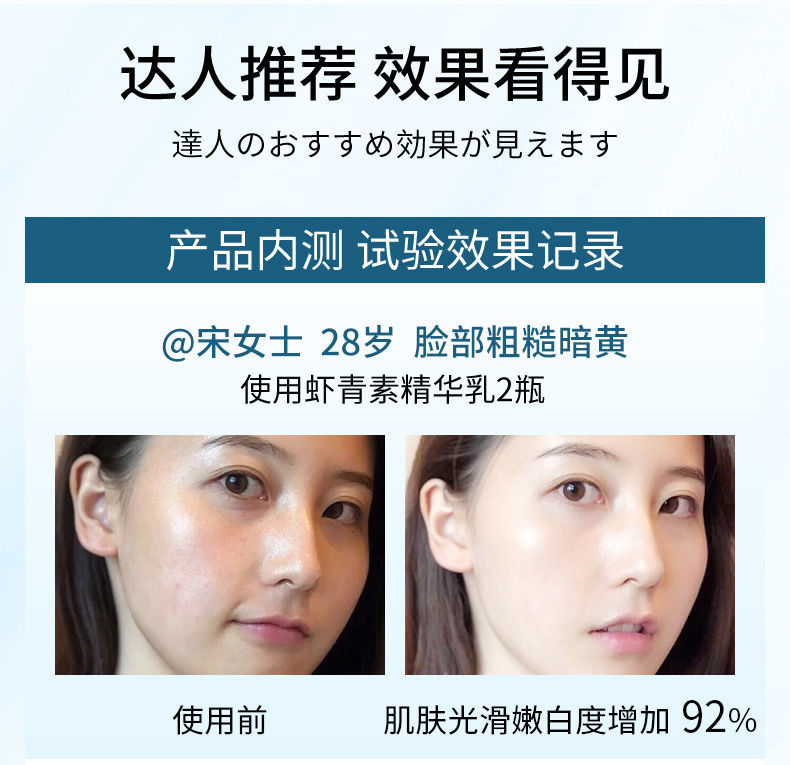 达人推荐 效果看得见
達人のおすすめ効果が見えます
产品内测 试验效果记录
@宋女士 28岁 脸部粗糙暗黄
使用虾青素精华乳2瓶
使用前
肌肤光滑嫩白度增加 92%